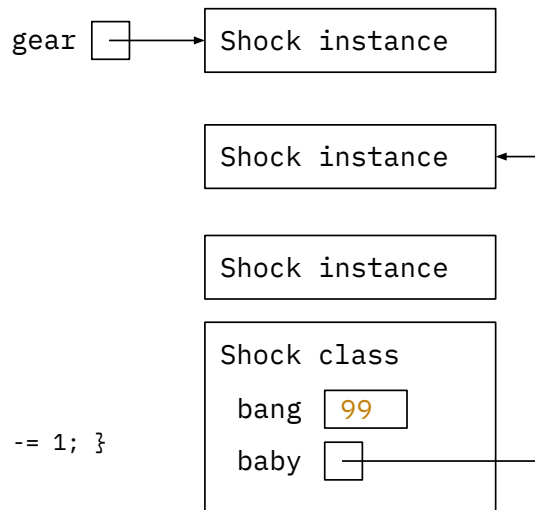 gear Shock instance
Shock instance
Shock instance
Shock class
bang 99
-= 1; }
baby